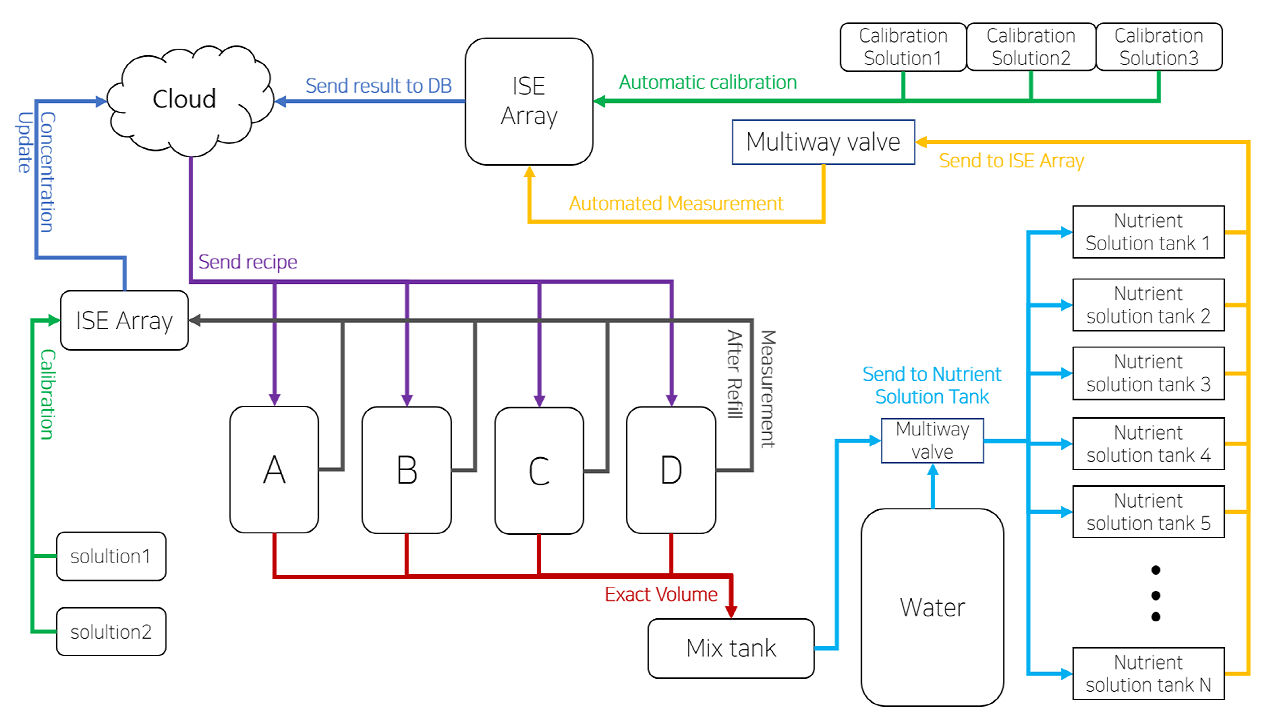 Calibration
Solution1
Calibration
Solution2
Calibration
Solution3
Cloud
Send result to DB
ISE
Array
Automatic calibration
Multiway valve
Send to ISE Array
Automated Measurement
Concentration
Update
Send recipe
Nutrient
Solution tank 1
Nutrient
solution tank 2
Nutrient
solution tank 3
Nutrient
solution tank 4
Nutrient
solution tank 5
Nutrient
solution tank N
ISE Array
Calibration
Measurement
After Refill
A
B
C
D
Send to Nutrient
Solution Tank
Multiway
valve
Water
solultion1
solultion2
Exact Volume
Mix tank